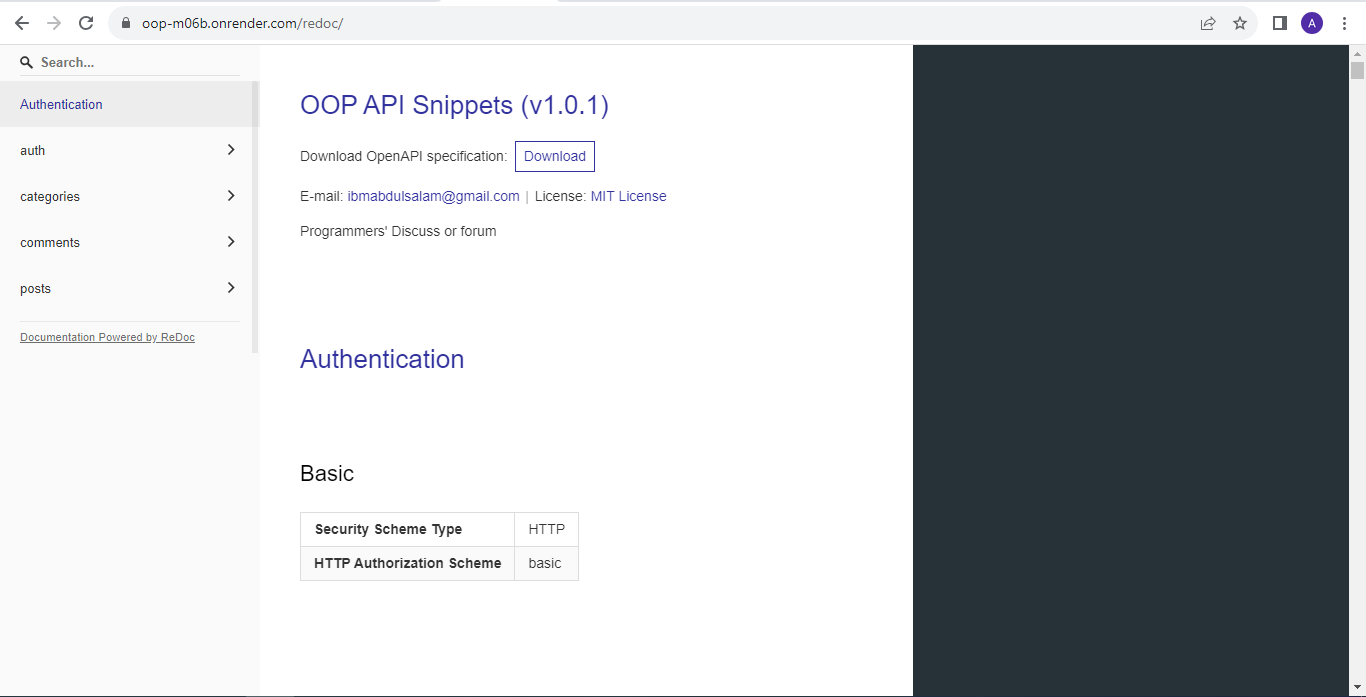 oop-m06b.onrender.com/redoc/
A
Search...
Authentication
auth
categories
comments
posts
Documentation Powered by ReDoc
OOP API Snippets (v1.0.1)
Download OpenAPI specification: Download
E-mail: ibmabdulsalam@gmail.com | License: MIT License
Programmers' Discuss or forum
Authentication
Basic
Security Scheme Type HTTP
HTTP Authorization Scheme basic